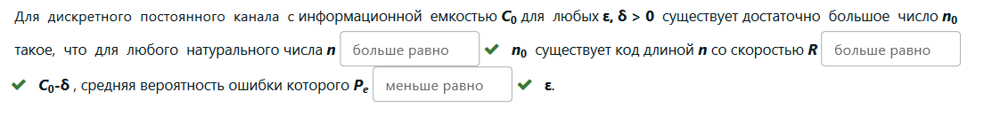 Для дискретного постоянного канала с информационной емкостью C₀ для любых ε, δ > 0 существует достаточно большое число n₀
такое, что для любого натурального числа n больше равно ✔ n₀ существует код длиной n со скоростью R больше равно
✔ C₀-δ , средняя вероятность ошибки которого Pₑ меньше равно ✔ ε.